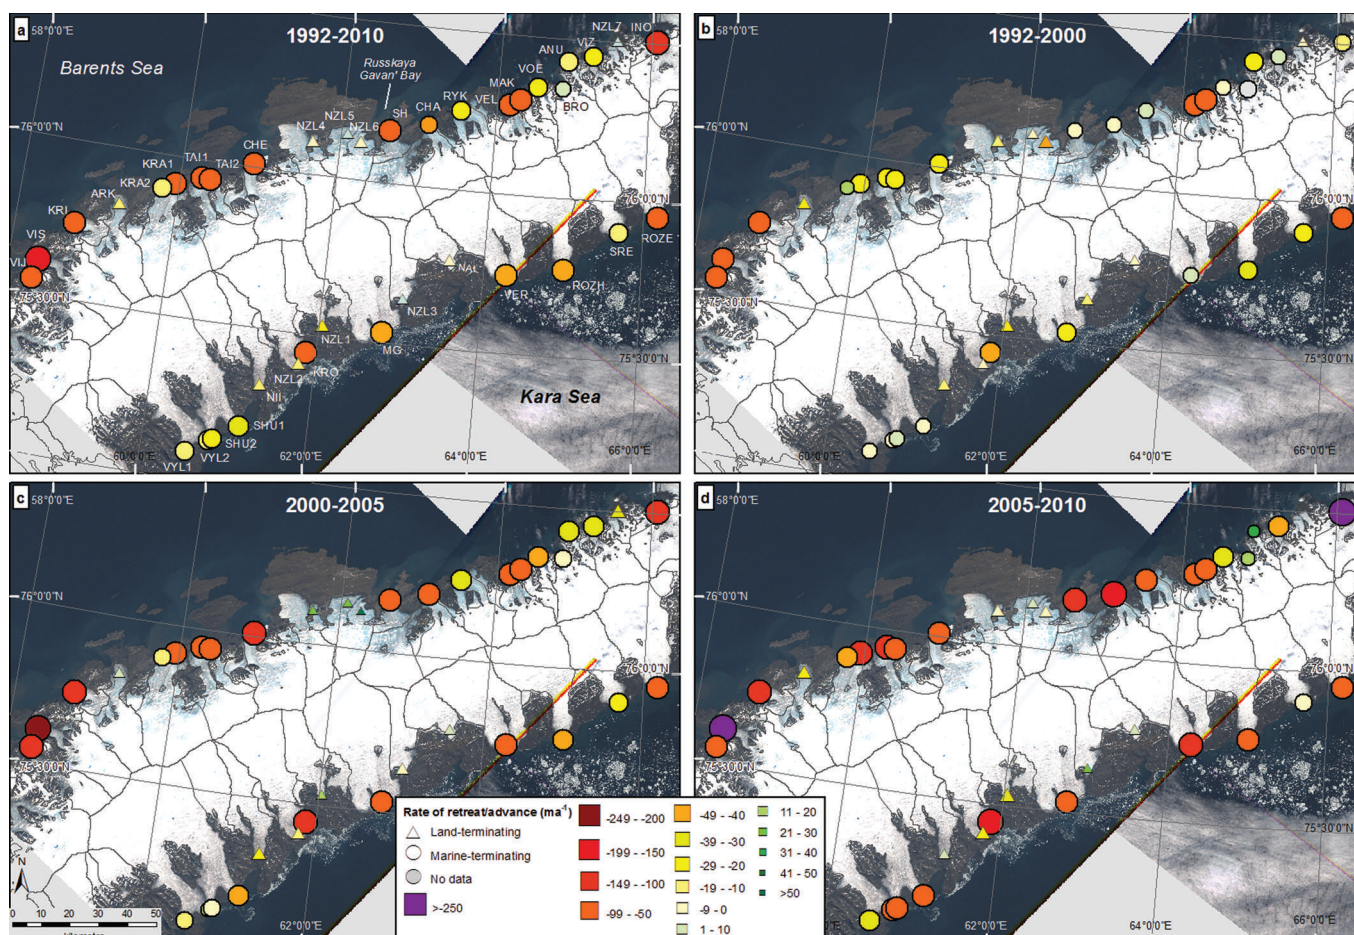 a
58°0'0"E
1992-2010
Barents Sea
Russkaya
Gavan' Bay
NZL7
INO
VIZ
ANU
VOE
MAK
BRO
VEL
RYK
CHA
SH
NZL5
NZL4
NZL6
76°0'0"N
CHE
TAI1
TAI2
KRA1
KRA2
ARK
KRI
VIS
VIJ
75°30'0"N
76°0'0"N
ROZE
SRE
NAL
VER
ROZH
NZL3
MG
NZL1
KRO
NZL2
NII
75°30'0"N
Kara Sea
SHU1
SHU2
VYL2
VYL1
60°0'0"E
62°0'0"E
64°0'0"E
66°0'0"E
b
58°0'0"E
1992-2000
76°0'0"N
76°0'0"N
75°30'0"N
75°30'0"N
60°0'0"E
62°0'0"E
64°0'0"E
66°0'0"E
c
58°0'0"E
2000-2005
76°0'0"N
76°0'0"N
75°30'0"N
62°0'0"E
N
0 10 20 30 40 50
d
58°0'0"E
2005-2010
76°0'0"N
76°0'0"N
75°30'0"N
75°30'0"N
62°0'0"E
64°0'0"E
66°0'0"E
Rate of retreat/advance (ma⁻¹)
Land-terminating
Marine-terminating
No data
>-250
-249 - -200
-199 - -150
-149 - -100
-99 - -50
-49 - -40
-39 - -30
-29 - -20
-19 - -10
-9 - 0
1 - 10
11 - 20
21 - 30
31 - 40
41 - 50
>50